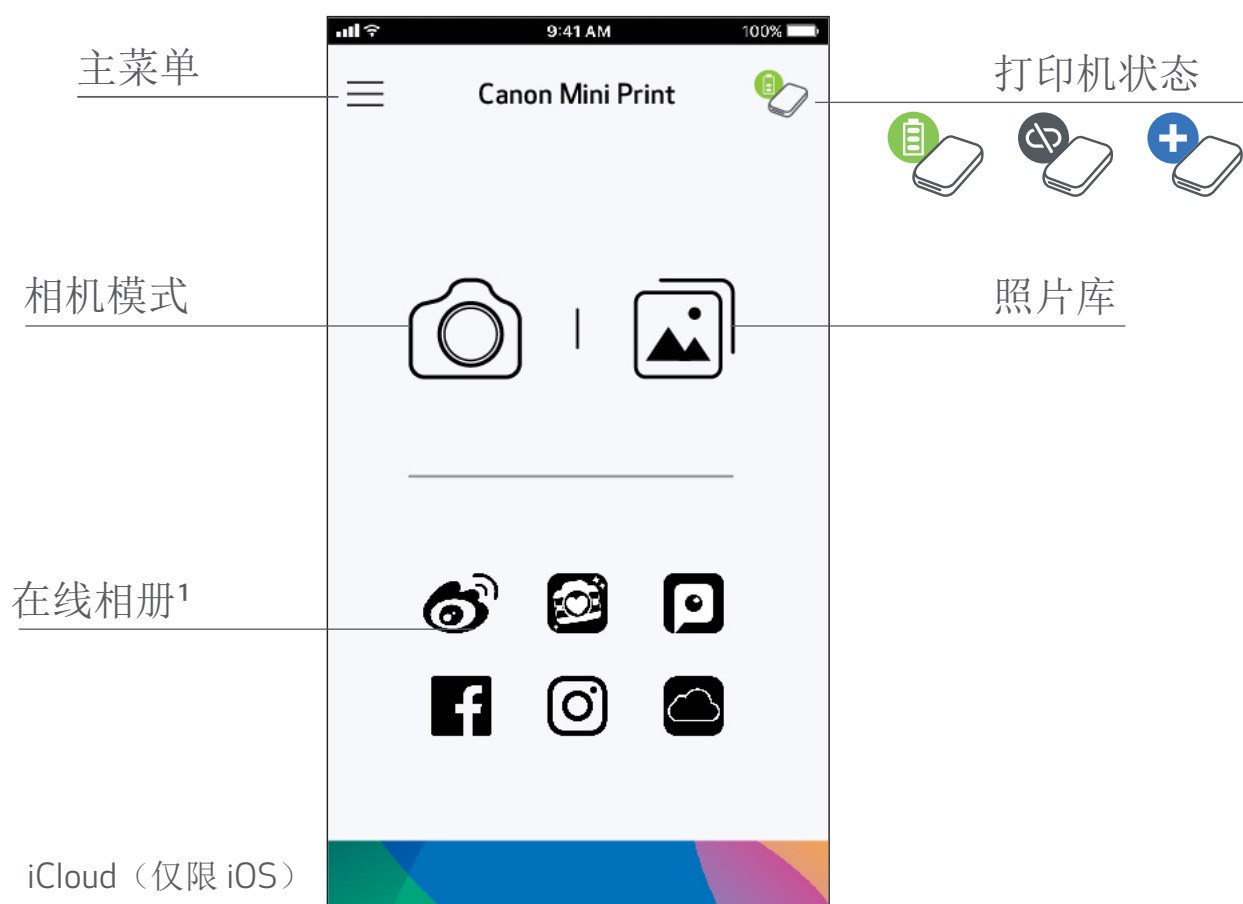 9:41 AM 100%
主菜单
Canon Mini Print
打印机状态
相机模式
照片库
在线相册¹
iCloud（仅限 iOS）